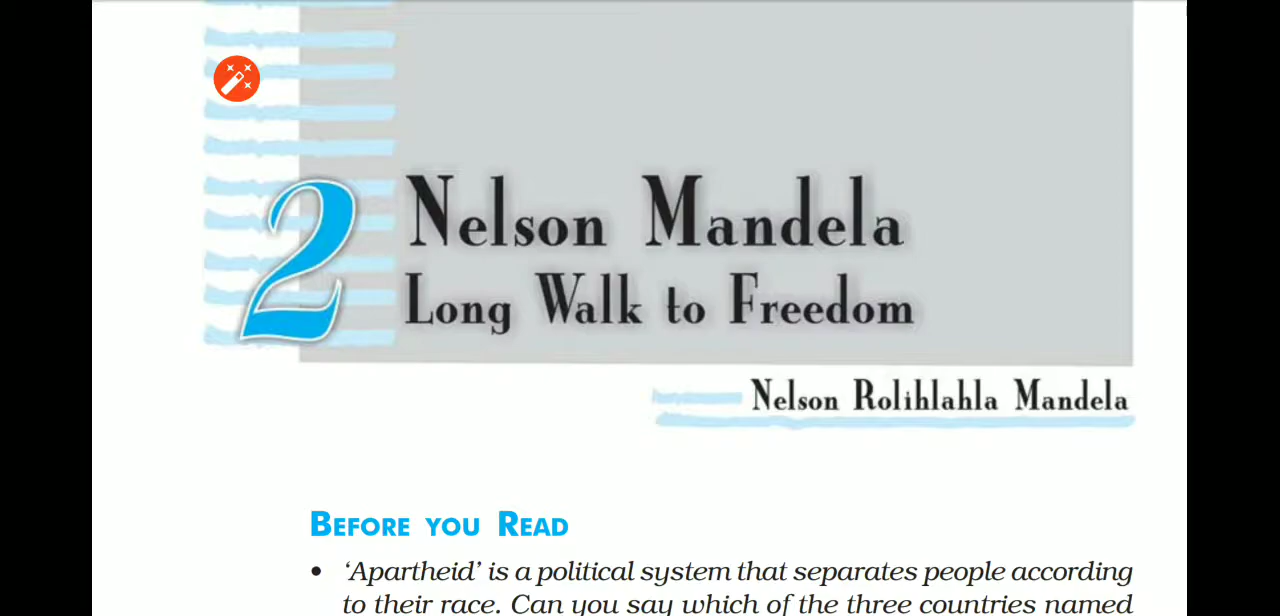 2
Nelson Mandela
Long Walk to Freedom
Nelson Rolihlahla Mandela
BEFORE YOU READ
• ‘Apartheid’ is a political system that separates people according
to their race. Can you say which of the three countries named